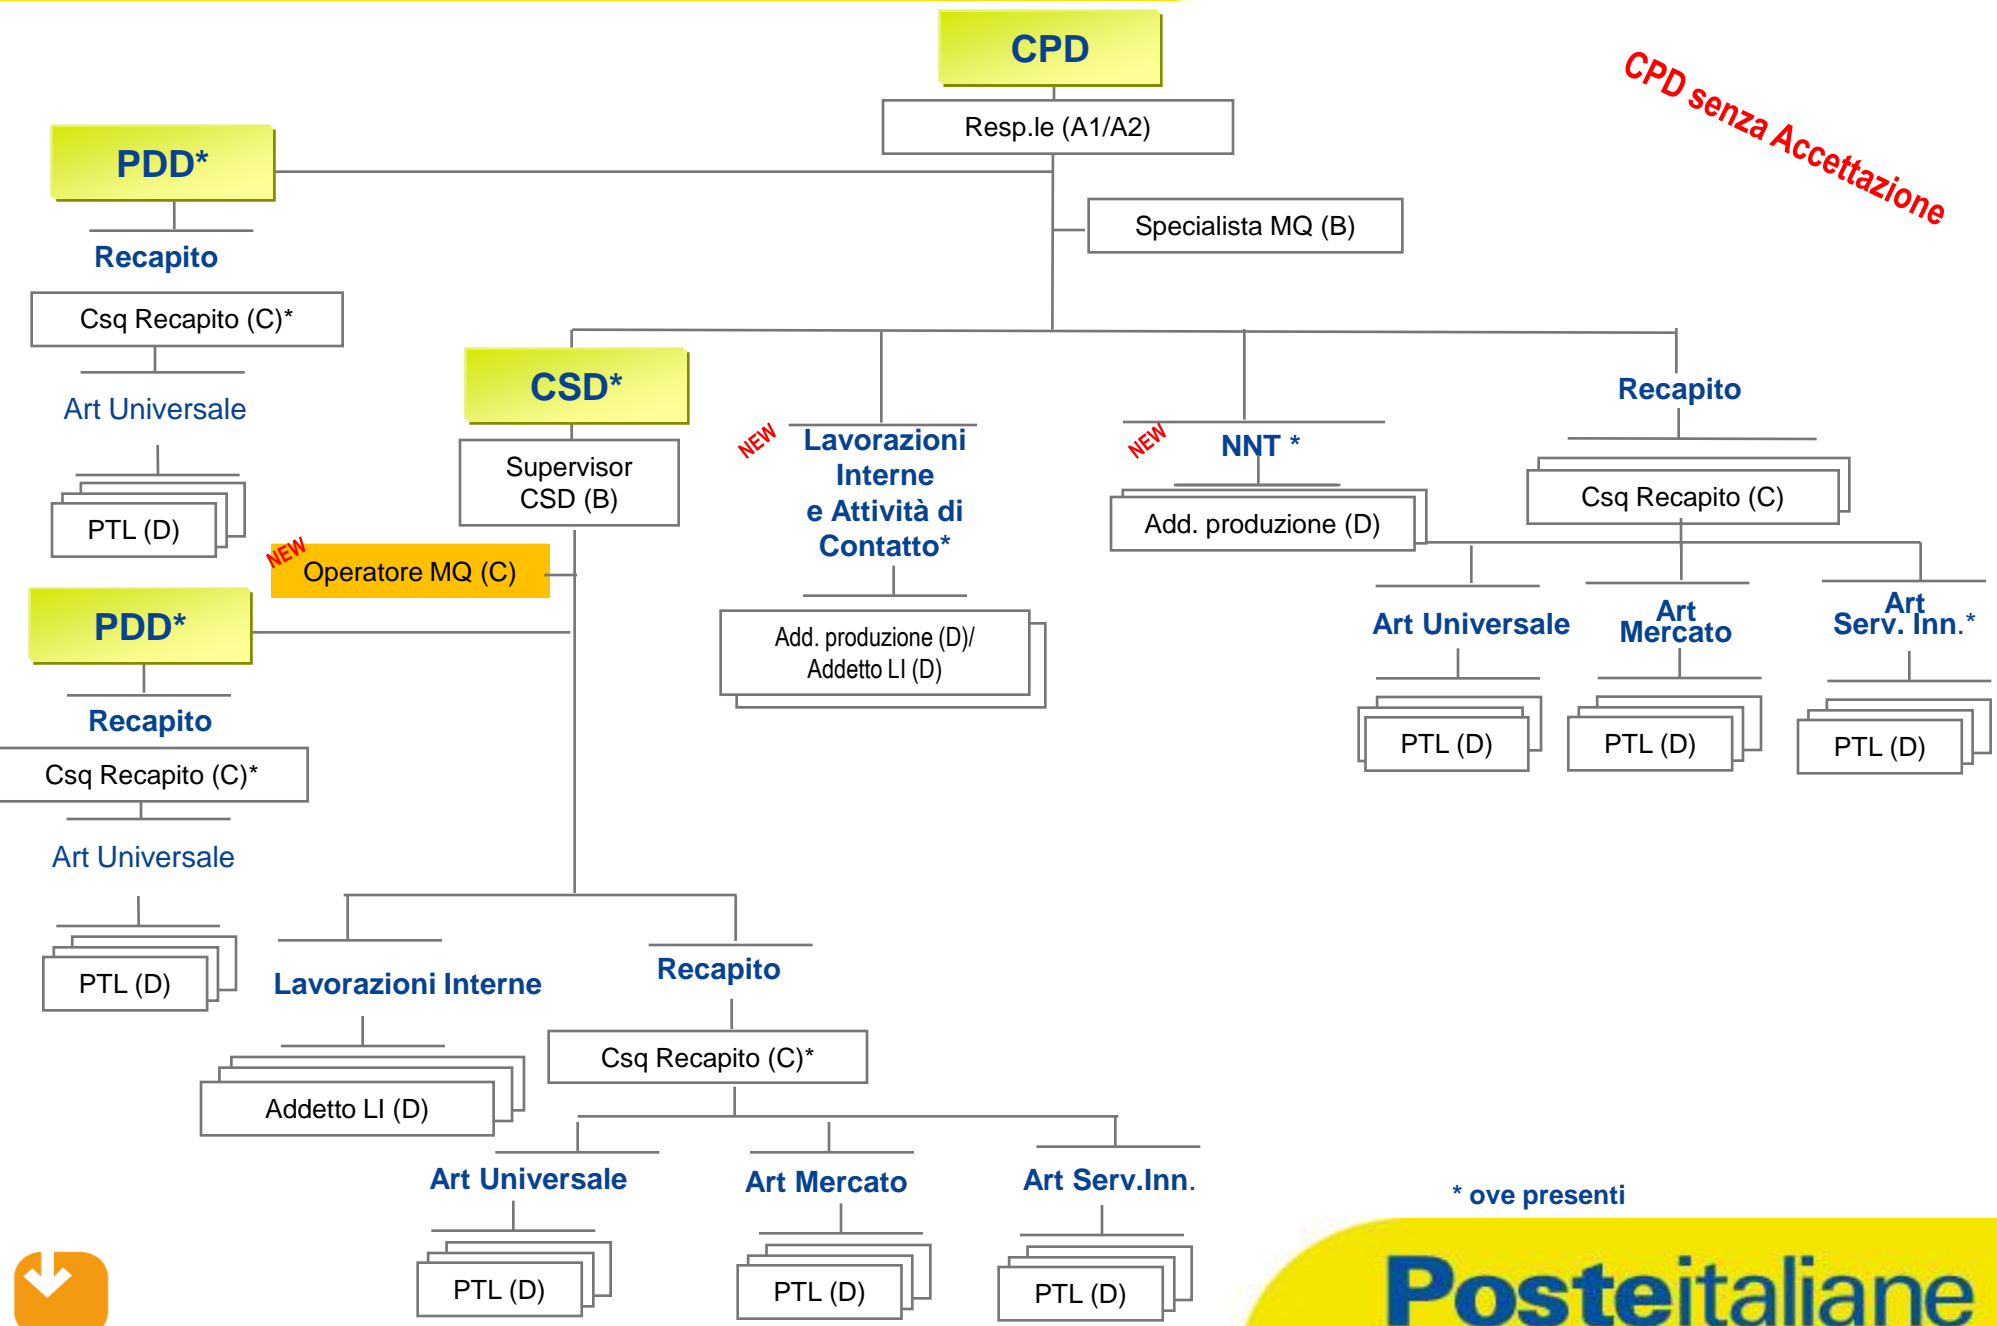 CPD
CPD senza Accettazione
Resp.le (A1/A2)
PDD*
Specialista MQ (B)
Recapito
Csq Recapito (C)*
Art Universale
PTL (D)
CSD*
Supervisor
CSD (B)
NEW
Operatore MQ (C)
NEW
Lavorazioni
Interne
e Attività di
Contatto*
Add. produzione (D)/
Addetto LI (D)
NEW
NNT *
Add. produzione (D)
Recapito
Csq Recapito (C)
Art Universale
Art
Mercato
Art
Serv. Inn.*
PTL (D)
PTL (D)
PTL (D)
PDD*
Recapito
Csq Recapito (C)*
Art Universale
PTL (D)
Lavorazioni Interne
Addetto LI (D)
Recapito
Csq Recapito (C)*
Art Universale
Art Mercato
Art Serv.Inn.
PTL (D)
PTL (D)
PTL (D)
* ove presenti
Posteitaliane